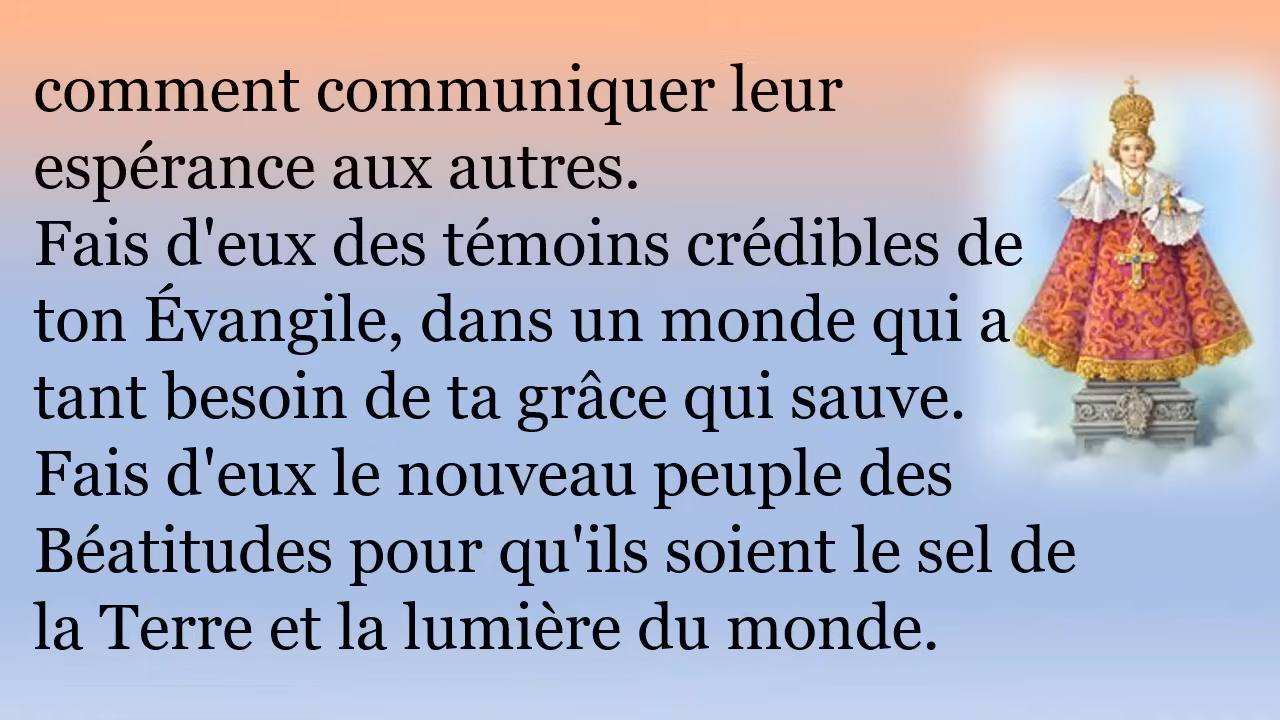 comment communiquer leur
espérance aux autres.
Fais d'eux des témoins crédibles de
ton Évangile, dans un monde qui a
tant besoin de ta grâce qui sauve.
Fais d'eux le nouveau peuple des
Béatitudes pour qu'ils soient le sel de
la Terre et la lumière du monde.